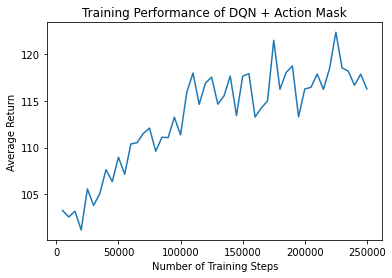 Training Performance of DQN + Action Mask
120
115
110
105
Average Return
0 50000 100000 150000 200000 250000
Number of Training Steps